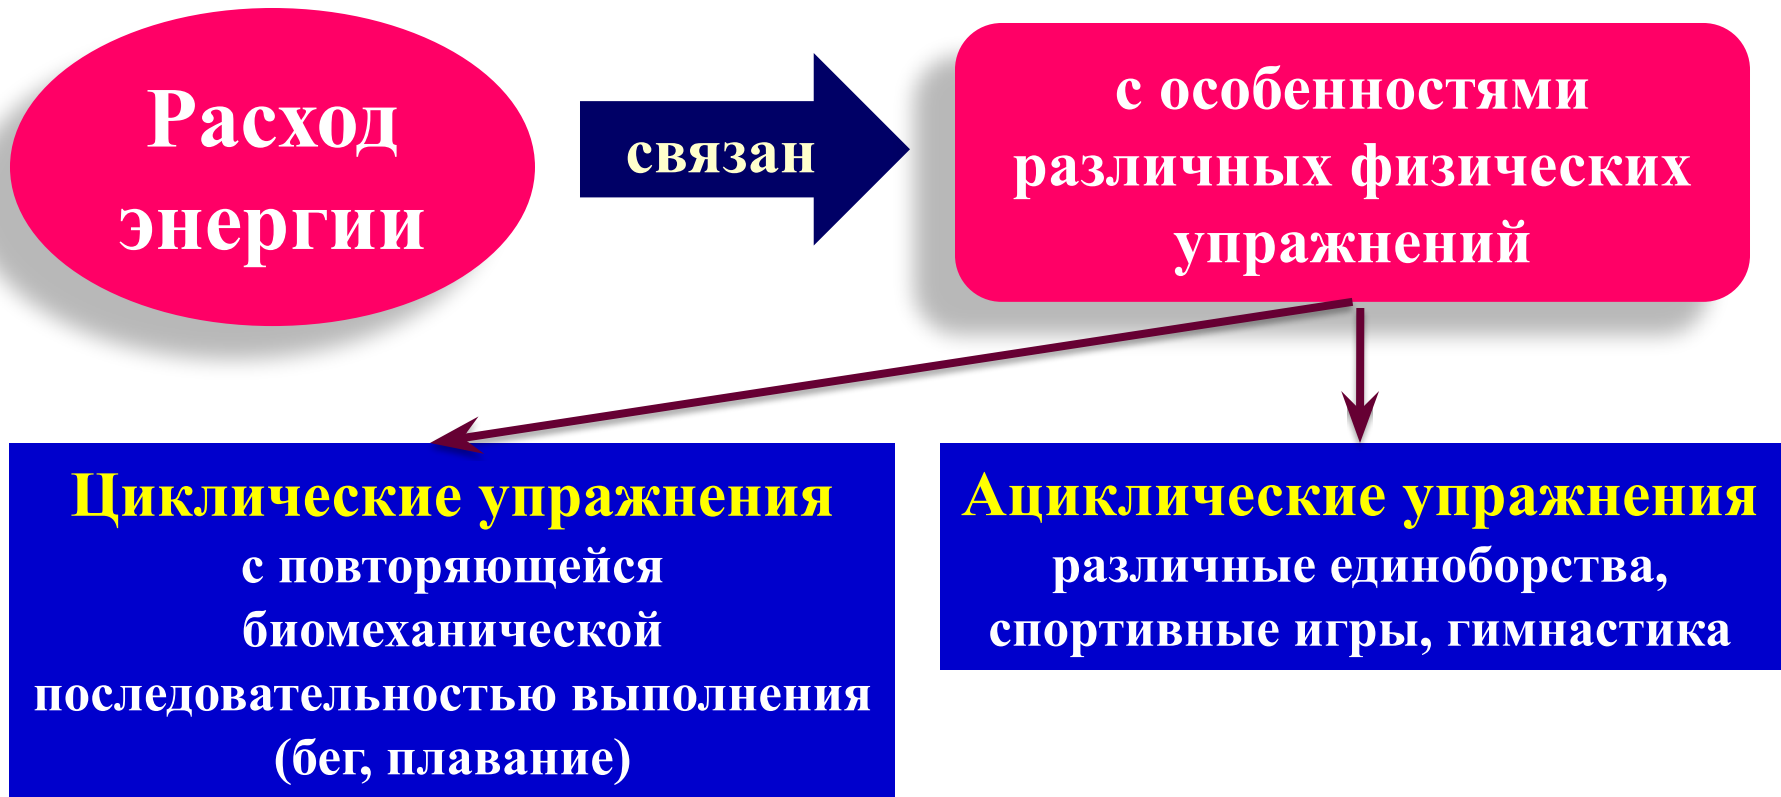 Расход
энергии
связан
с особенностями
различных физических
упражнений
Циклические упражнения
с повторяющейся
биомеханической
последовательностью выполнения
(бег, плавание)
Ациклические упражнения
различные единоборства,
спортивные игры, гимнастика